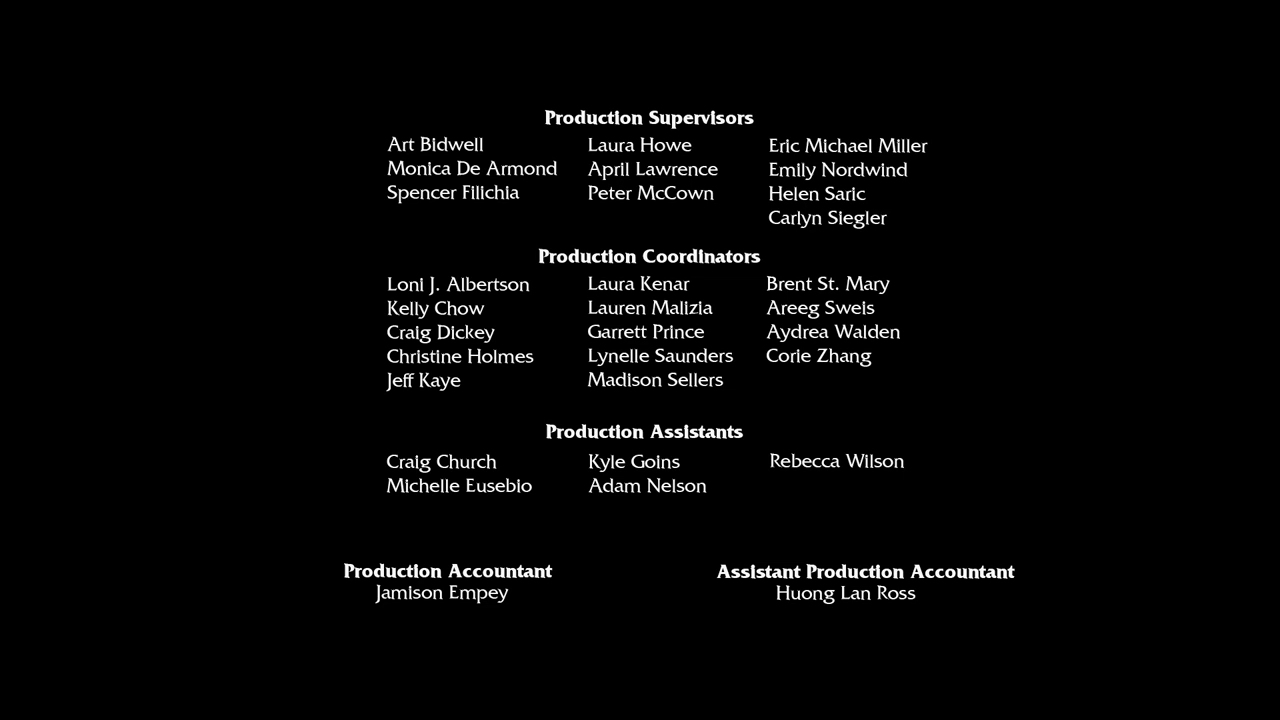 Production Supervisors
Art Bidwell Laura Howe Eric Michael Miller
Monica De Armond April Lawrence Emily Nordwind
Spencer Filichia Peter McCown Helen Saric
Carlyn Siegler
Production Coordinators
Loni J. Albertson Laura Kenar Brent St. Mary
Kelly Chow Lauren Malizia Areeg Sweis
Craig Dickey Garrett Prince Aydrea Walden
Christine Holmes Lynelle Saunders Corie Zhang
Jeff Kaye Madison Sellers
Production Assistants
Craig Church Kyle Goins Rebecca Wilson
Michelle Eusebio Adam Nelson
Production Accountant Assistant Production Accountant
Jamison Empey Huong Lan Ross